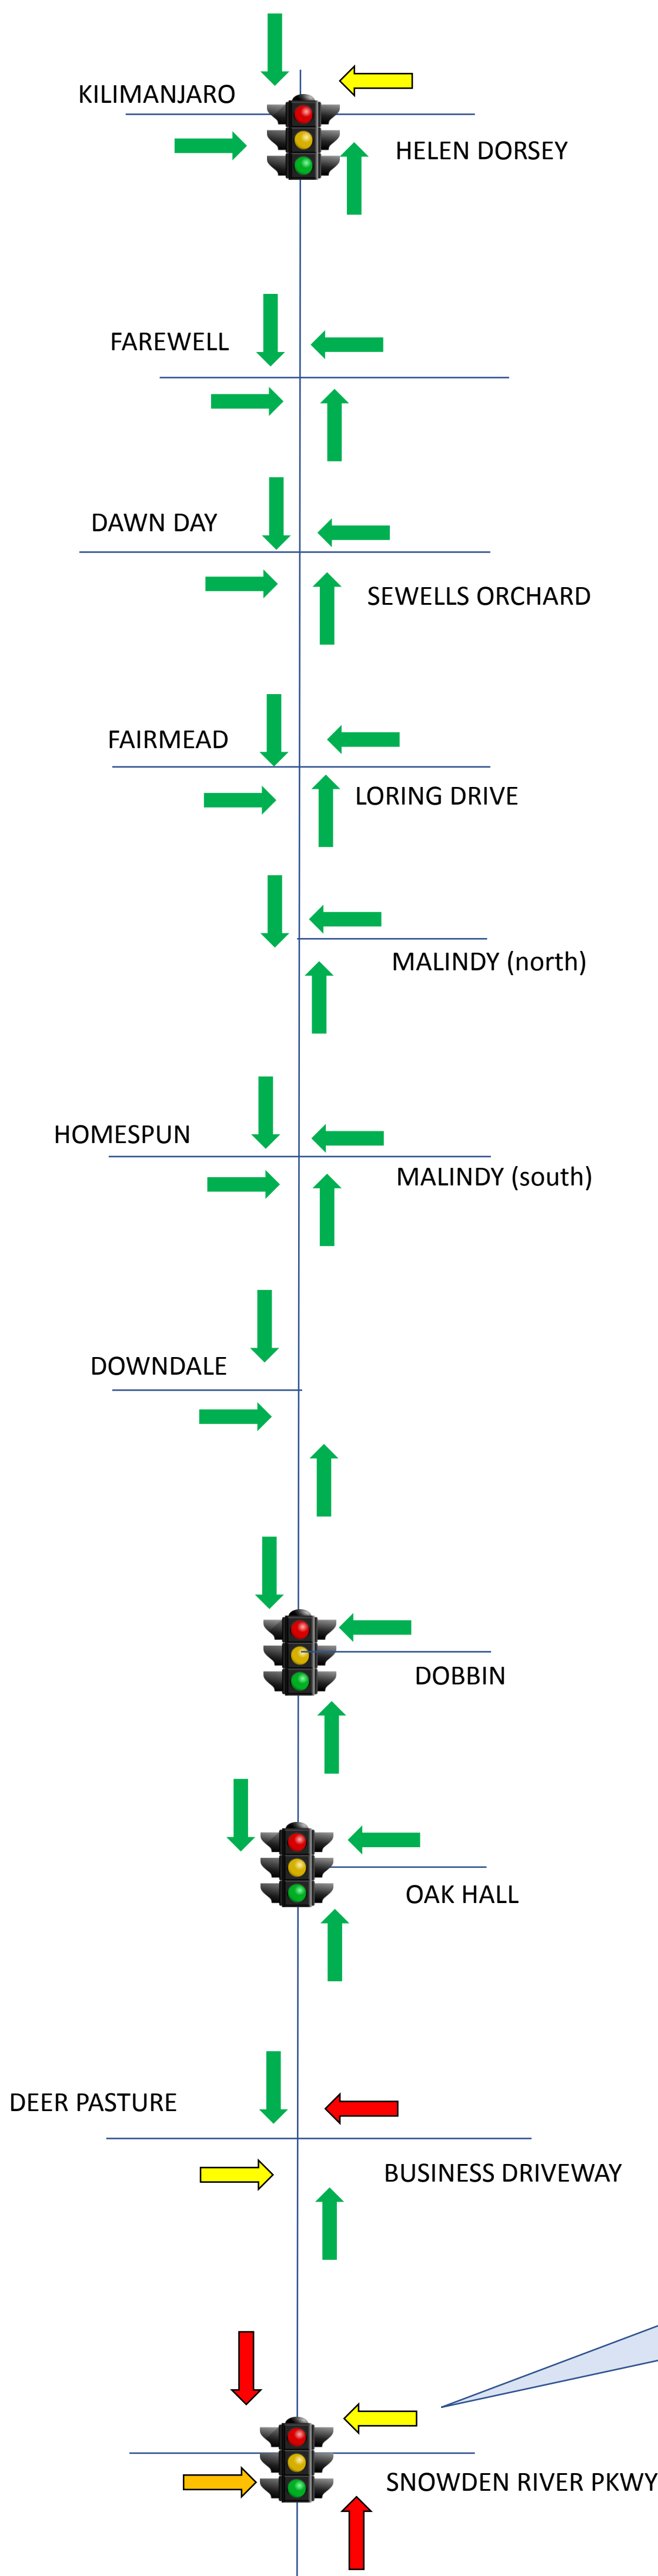 KILIMANJARO
HELEN DORSEY
FAREWELL
DAWN DAY
SEWELLS ORCHARD
FAIRMEAD
LORING DRIVE
MALINDY (north)
HOMESPUN
MALINDY (south)
DOWNDALE
DOBBIN
OAK HALL
DEER PASTURE
BUSINESS DRIVEWAY
SNOWDEN RIVER PKWY